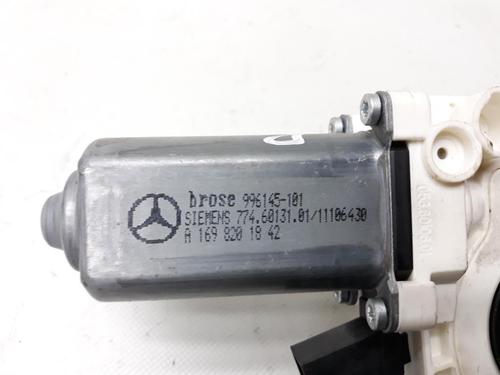 brose 996145-101
SIEMENS 774.60131.01/11106430
A 169 820 18 42